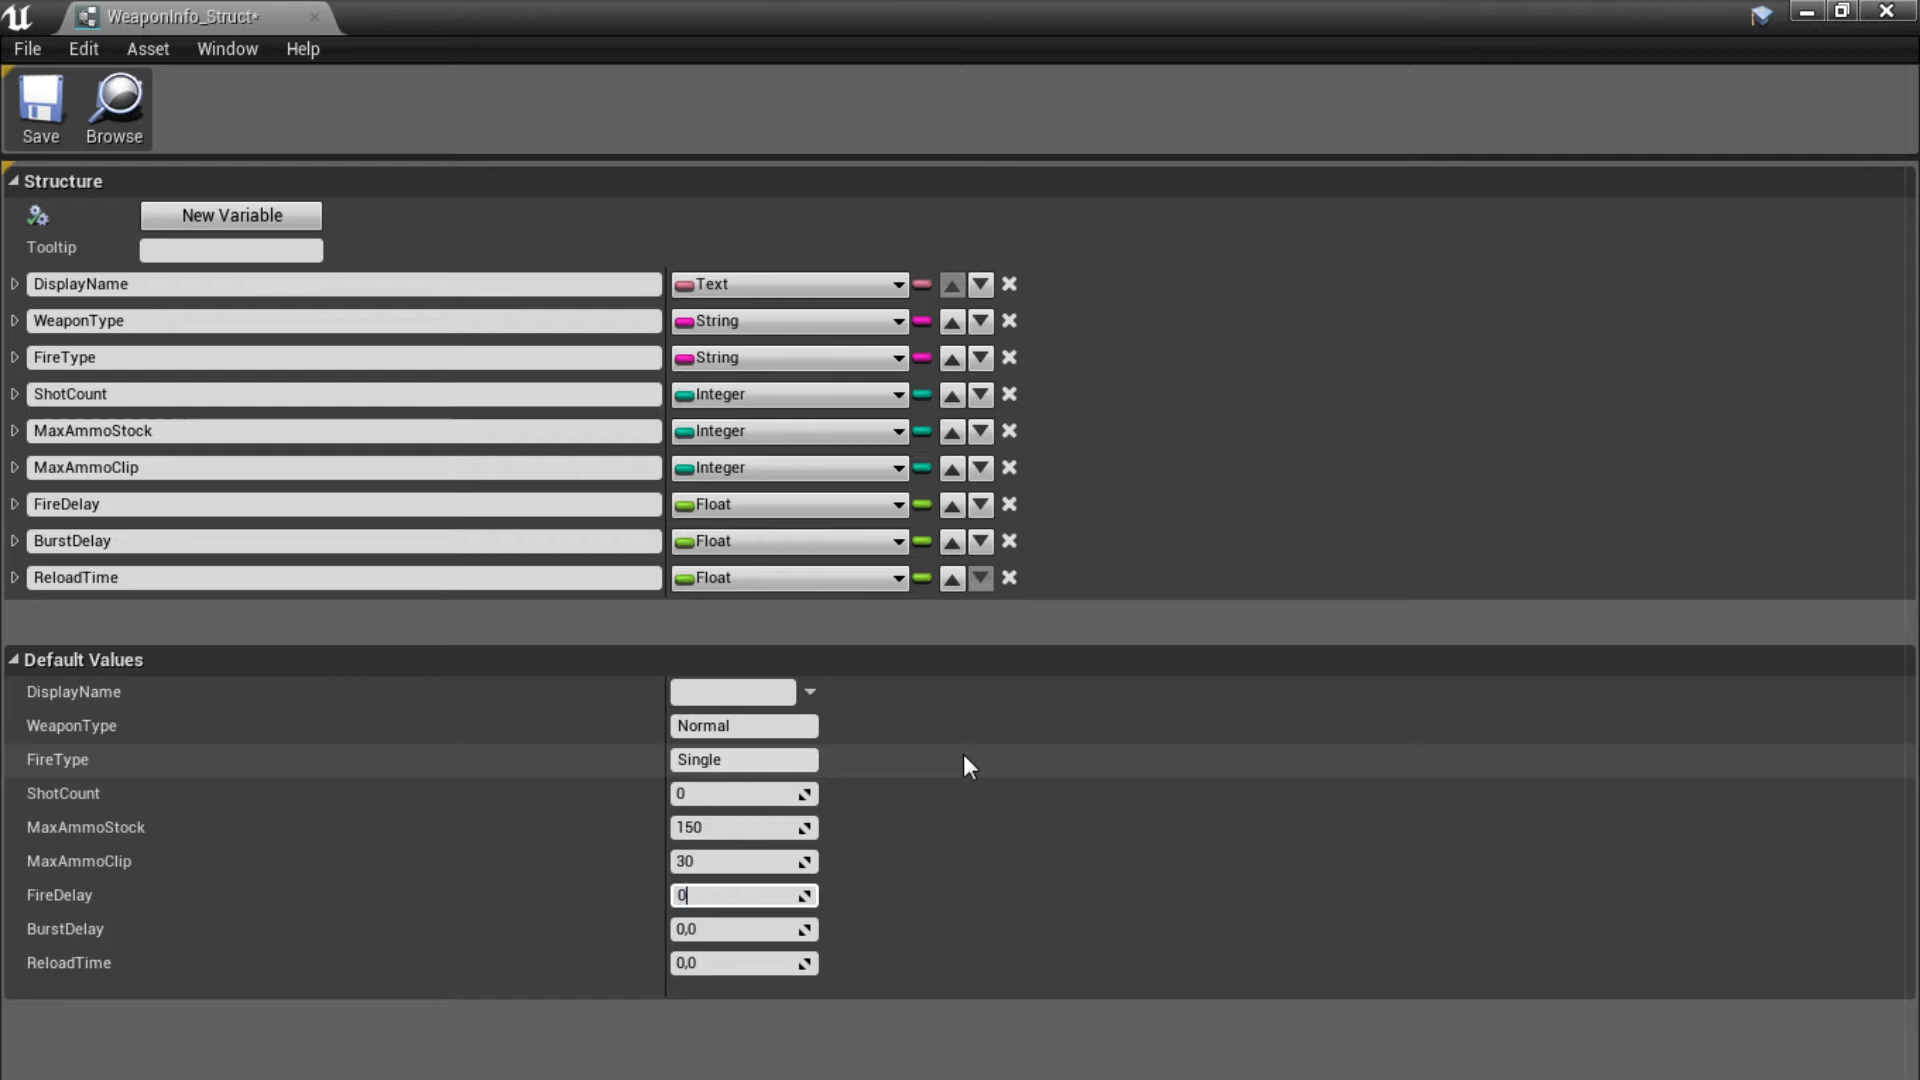 WeaponInfo_Struct*
File Edit Asset Window Help
Save Browse
Structure
New Variable
Tooltip
DisplayName Text
WeaponType String
FireType String
ShotCount Integer
MaxAmmoStock Integer
MaxAmmoClip Integer
FireDelay Float
BurstDelay Float
ReloadTime Float
Default Values
DisplayName
WeaponType Normal
FireType Single
ShotCount 0
MaxAmmoStock 150
MaxAmmoClip 30
FireDelay 0
BurstDelay 0,0
ReloadTime 0,0